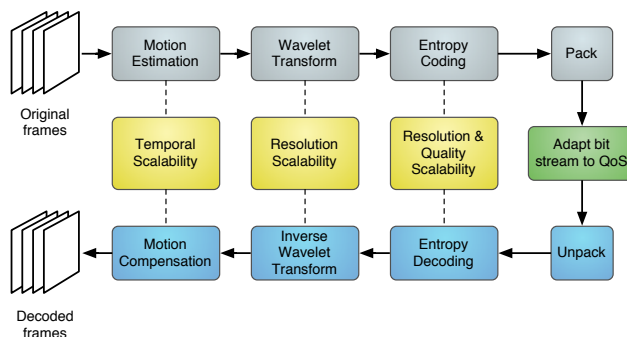 Motion
Estimation
Wavelet
Transform
Entropy
Coding
Pack
Original
frames
Temporal
Scalability
Resolution
Scalability
Resolution &
Quality
Scalability
Adapt bit
stream to QoS
Motion
Compensation
Inverse
Wavelet
Transform
Entropy
Decoding
Unpack
Decoded
frames